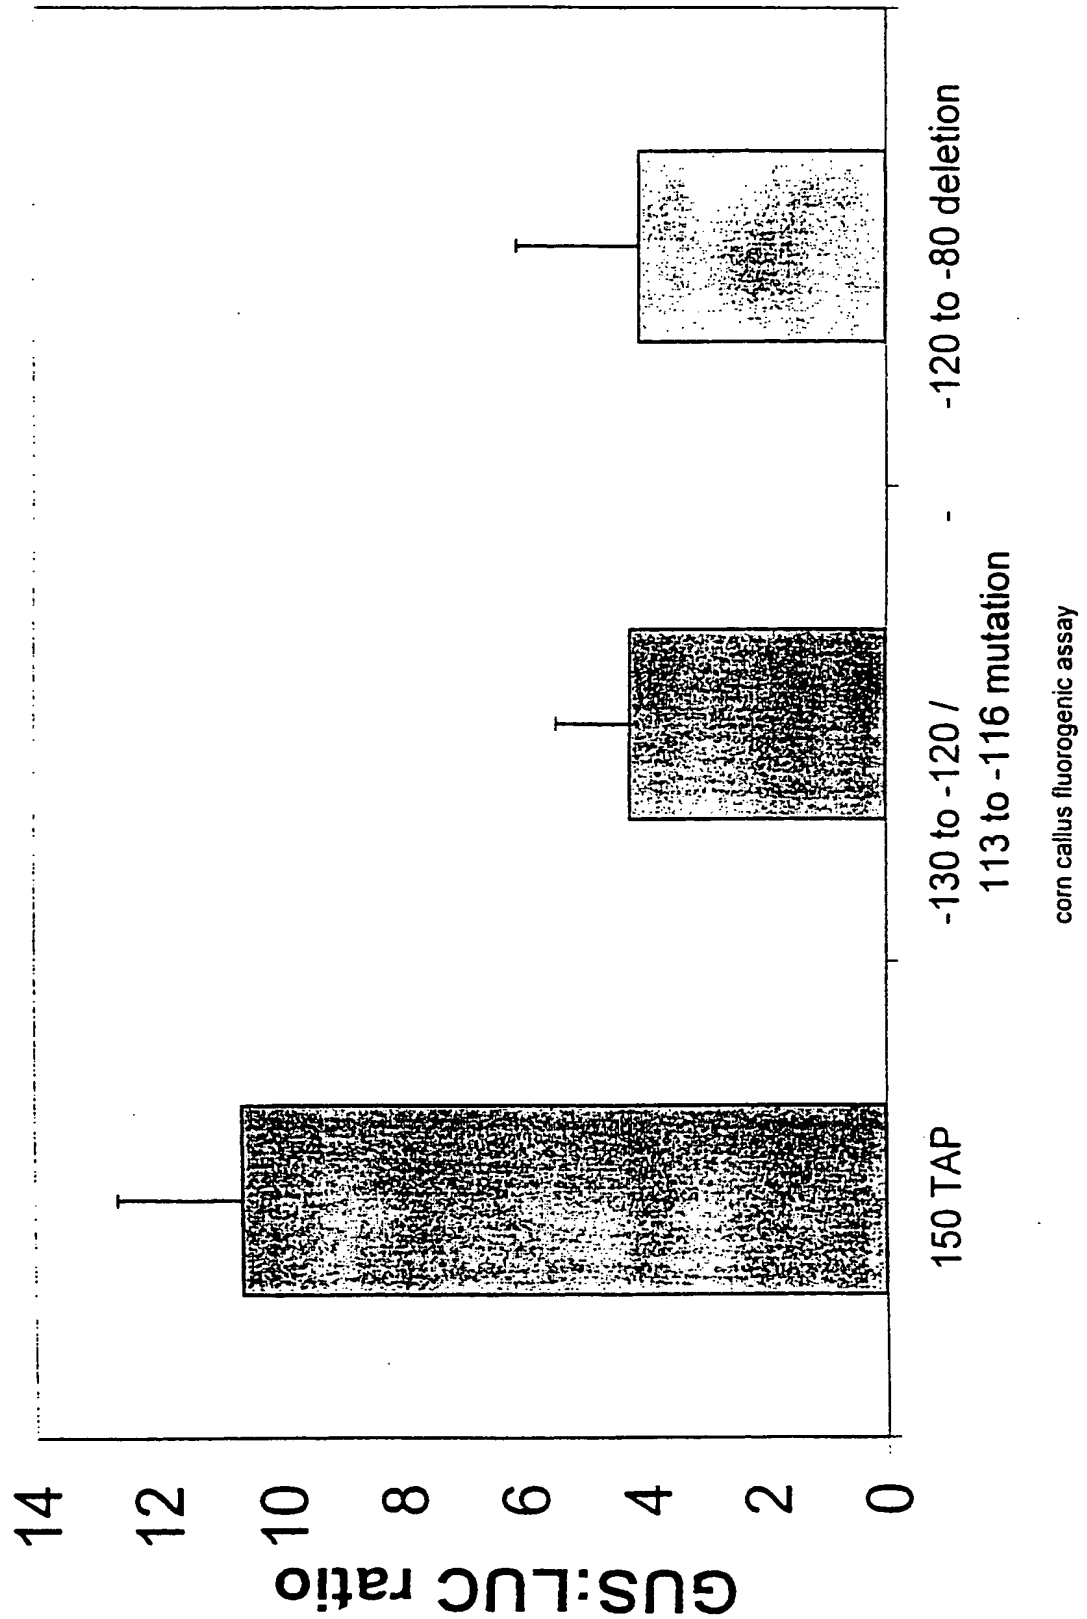 GUS:LUC ratio
14
12
10
8
6
4
2
0
150 TAP
-130 to -120 / -
113 to -116 mutation
-120 to -80 deletion
corn callus fluorogenic assay